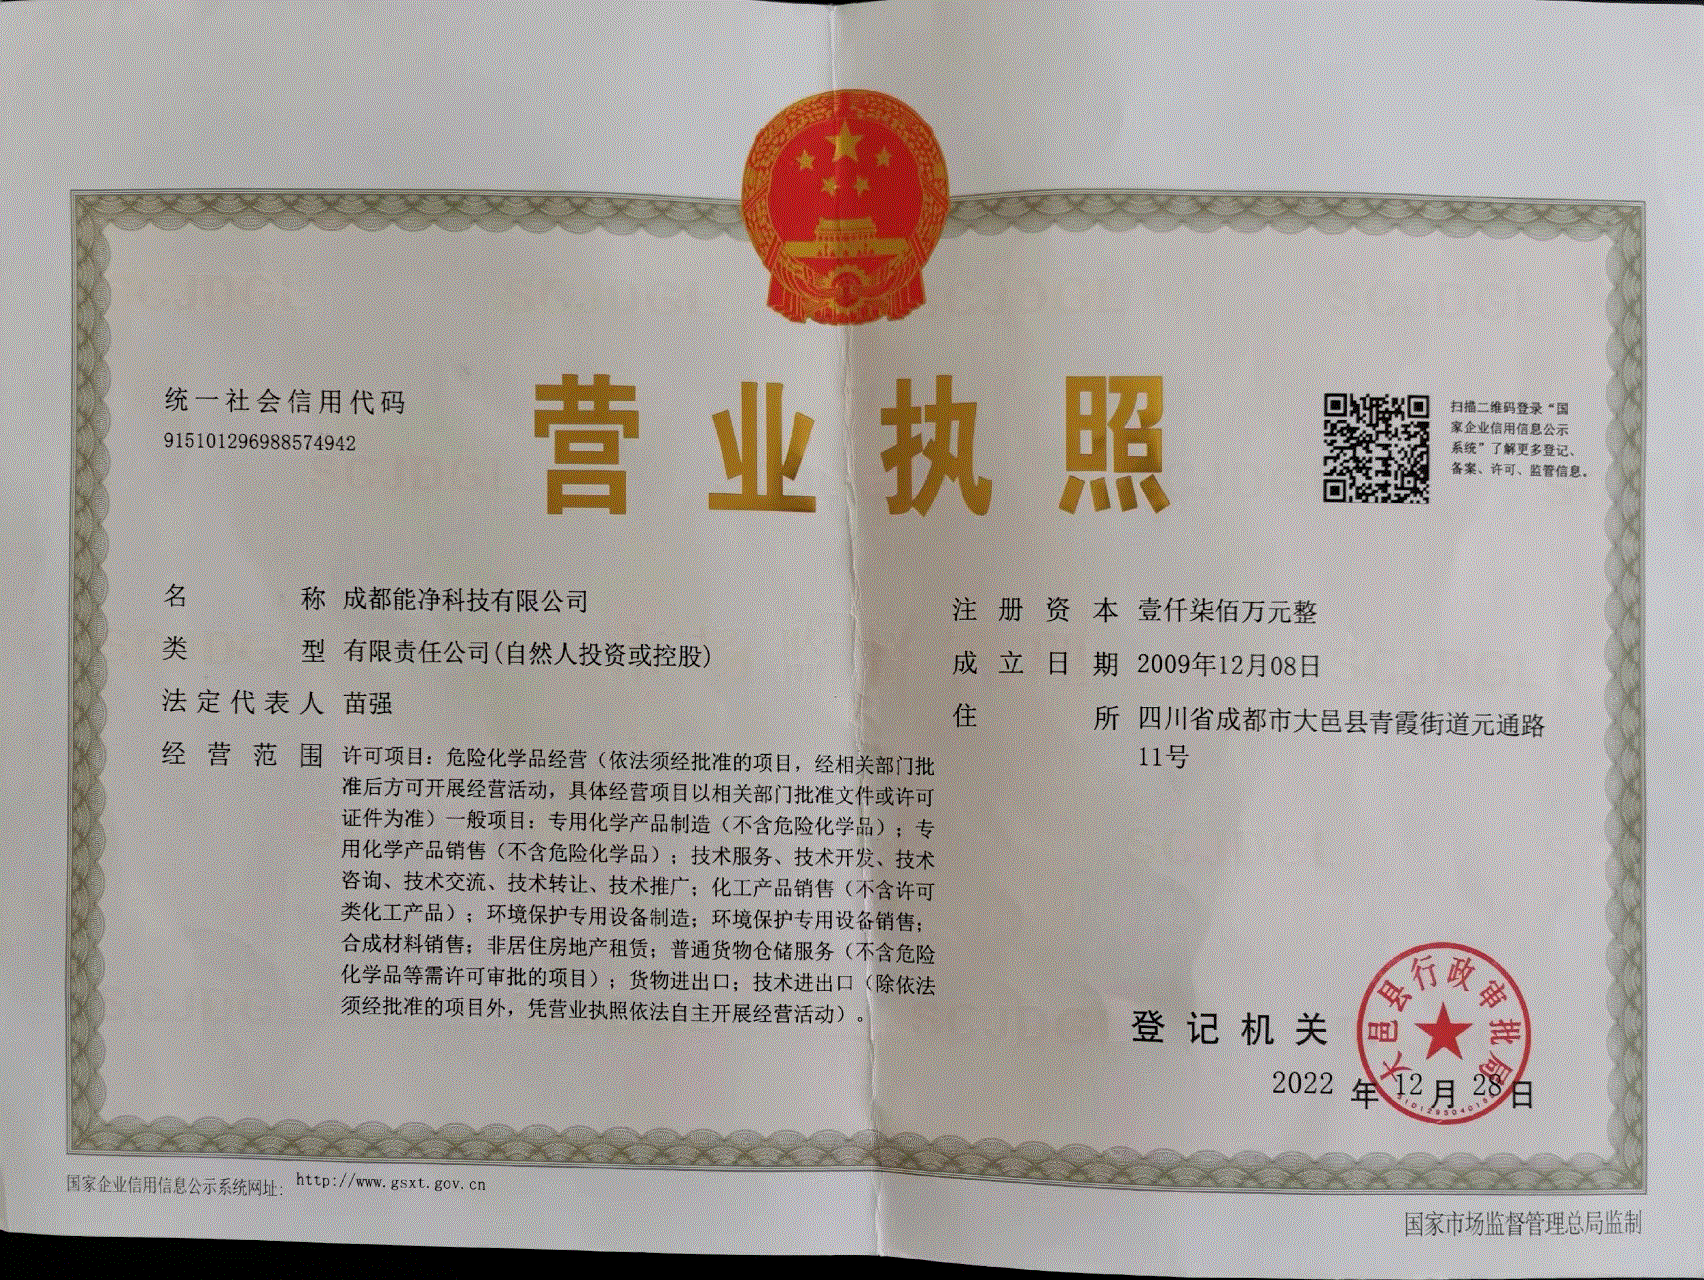 统一社会信用代码
915101296988574942
营业执照
扫描二维码登录“国
家企业信用信息公示
系统”了解更多登记、
备案、许可、监管信息。
名称 成都能净科技有限公司
类型 有限责任公司(自然人投资或控股)
法定代表人 苗强
经营范围 许可项目：危险化学品经营（依法须经批准的项目，经相关部门批
准后方可开展经营活动，具体经营项目以相关部门批准文件或许可
证件为准）一般项目：专用化学产品制造（不含危险化学品）；专
用化学产品销售（不含危险化学品）；技术服务、技术开发、技术
咨询、技术交流、技术转让、技术推广；化工产品销售（不含许可
类化工产品）；环境保护专用设备制造；环境保护专用设备销售；
合成材料销售；非居住房地产租赁；普通货物仓储服务（不含危险
化学品等需许可审批的项目）；货物进出口；技术进出口（除依法
须经批准的项目外，凭营业执照依法自主开展经营活动）。
注册资本 壹仟柒佰万元整
成立日期 2009年12月08日
住所 四川省成都市大邑县青霞街道元通路
11号
登记机关
大邑县行政审批局
2022 年 12 月 28 日
国家企业信用信息公示系统网址： http://www.gsxt.gov.cn
国家市场监督管理总局监制